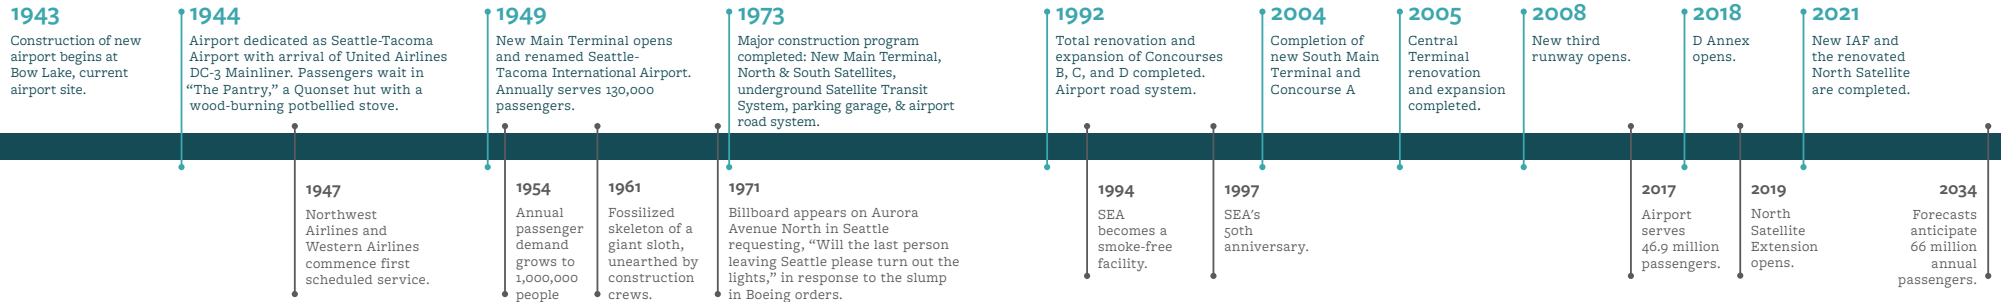 1943
Construction of new
airport begins at
Bow Lake, current
airport site.
1944
Airport dedicated as Seattle-Tacoma
Airport with arrival of United Airlines
DC-3 Mainliner. Passengers wait in
“The Pantry,” a Quonset hut with a
wood-burning potbellied stove.
1949
New Main Terminal opens
and renamed Seattle-
Tacoma International Airport.
Annually serves 130,000
passengers.
1973
Major construction program
completed: New Main Terminal,
North & South Satellites,
underground Satellite Transit
System, parking garage, & airport
road system.
1992
Total renovation and
expansion of Concourses
B, C, and D completed.
Airport road system.
2004
Completion of
new South Main
Terminal and
Concourse A
2005
Central
Terminal
renovation
and expansion
completed.
2008
New third
runway opens.
2018
D Annex
opens.
2021
New IAF and
the renovated
North Satellite
are completed.
1947
Northwest
Airlines and
Western Airlines
commence first
scheduled service.
1954
Annual
passenger
demand
grows to
1,000,000
people
1961
Fossilized
skeleton of a
giant sloth,
unearthed by
construction
crews.
1971
Billboard appears on Aurora
Avenue North in Seattle
requesting, “Will the last person
leaving Seattle please turn out the
lights,” in response to the slump
in Boeing orders.
1994
SEA
becomes a
smoke-free
facility.
1997
SEA's
50th
anniversary.
2017
Airport
serves
46.9 million
passengers.
2019
North
Satellite
Extension
opens.
2034
Forecasts
anticipate
66 million
annual
passengers.